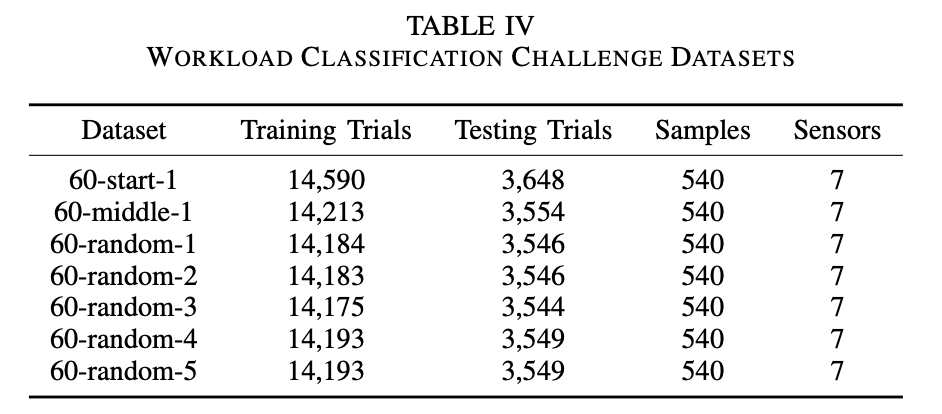 TABLE IV
WORKLOAD CLASSIFICATION CHALLENGE DATASETS
Dataset Training Trials Testing Trials Samples Sensors
60-start-1 14,590 3,648 540 7
60-middle-1 14,213 3,554 540 7
60-random-1 14,184 3,546 540 7
60-random-2 14,183 3,546 540 7
60-random-3 14,175 3,544 540 7
60-random-4 14,193 3,549 540 7
60-random-5 14,193 3,549 540 7